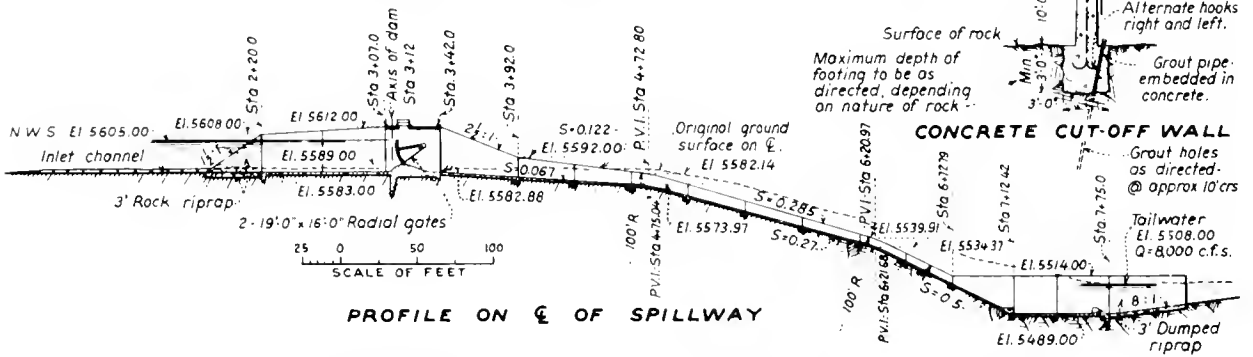 10'-0"
Alternate hooks
right and left.
Surface of rock
Maximum depth of
footing to be as
directed, depending
on nature of rock
Min
3'-0"
3'-0"
Grout pipe
embedded in
concrete.
CONCRETE CUT-OFF WALL
Grout holes
as directed
@ approx 10'crs
Sta 2+20.0
Sta 3+07.0
Axis of dam
Sta 3+12
Sta. 3+42.0
Sta 3+92.0
P.V.I. Sta 4+72.80
P.V.I. Sta 6+20.97
Sta 6+72.79
Sta 7+12.42
Sta. 7+75.0
N W S El 5605.00
El. 5608.00
El 5612.00
2½:1
S=0.122
El. 5592.00
Original ground
surface on ℄.
El 5582.14
Inlet channel
El. 5589.00
S=0.067
El. 5583.00
El. 5582.88
3' Rock riprap
2-19'-0" x 16'-0" Radial gates
100' R
P.V.I. Sta 4+75.04
El. 5573.97
S=0.285
S=0.27
El. 5539.91
El 5534.37
El. 5514.00
100' R
P.V.I. Sta 6+21.68
S=0.5
El. 5489.00
Tailwater
El. 5508.00
Q=8,000 c.f.s.
8:1
3' Dumped
riprap
25 0 50 100
SCALE OF FEET
PROFILE ON ℄ OF SPILLWAY